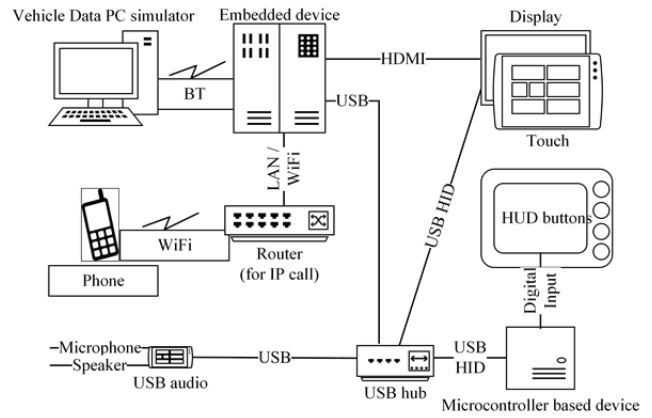 Vehicle Data PC simulator
Embedded device
Display
HDMI
BT
USB
Touch
LAN /
WiFi
USB HID
HUD buttons
WiFi
Router
(for IP call)
Phone
Digital
Input
Microphone
Speaker
USB
USB
HID
USB audio
USB hub
Microcontroller based device